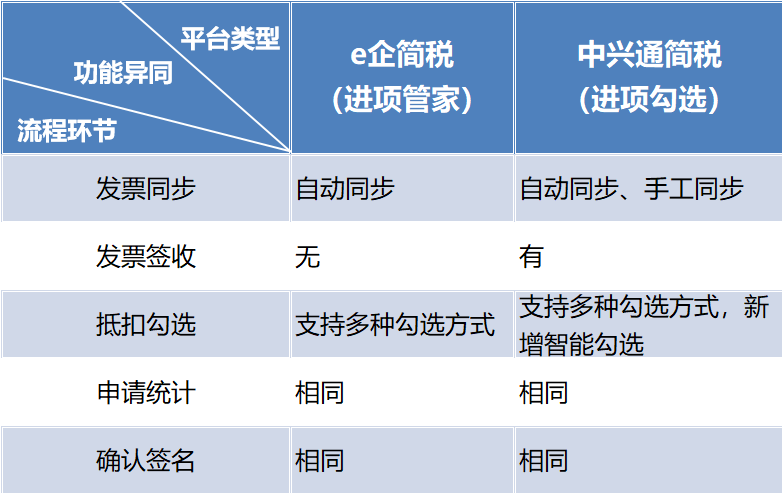 平台类型
功能异同
流程环节
e企简税
（进项管家）
中兴通简税
（进项勾选）
发票同步
自动同步
自动同步、手工同步
发票签收
无
有
抵扣勾选
支持多种勾选方式
支持多种勾选方式，新
增智能勾选
申请统计
相同
相同
确认签名
相同
相同